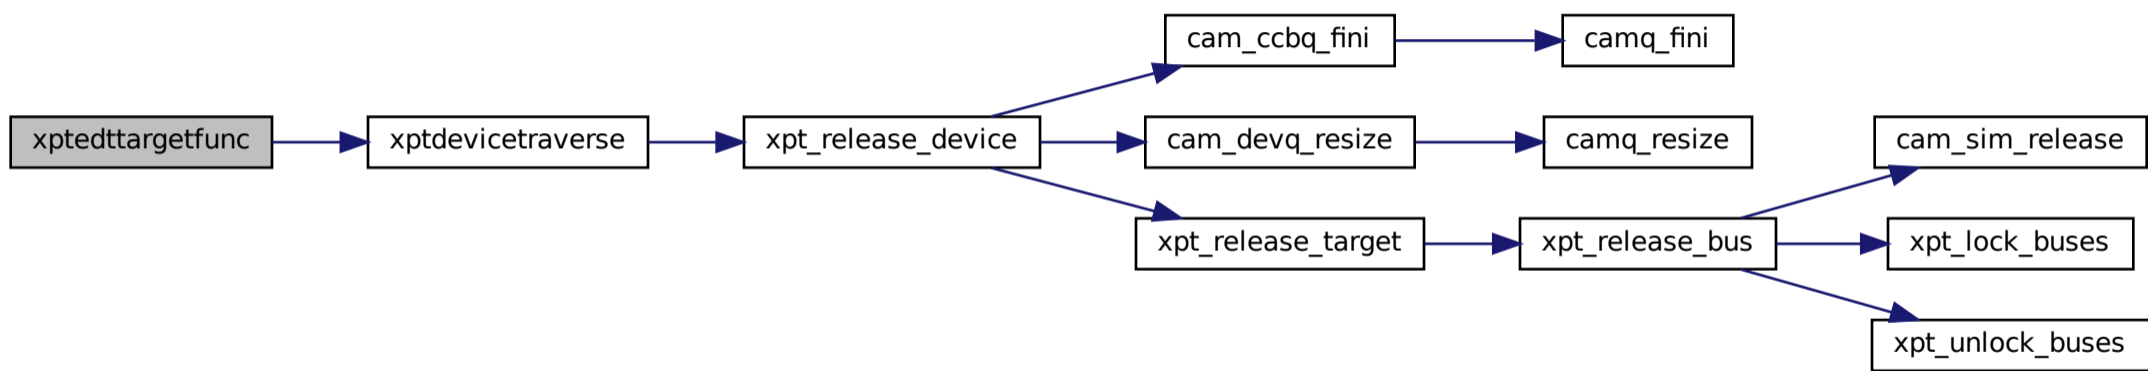 cam_ccbq_fini
camq_fini
xptedttargetfunc
xptdevicetraverse
xpt_release_device
cam_devq_resize
camq_resize
cam_sim_release
xpt_release_target
xpt_release_bus
xpt_lock_buses
xpt_unlock_buses